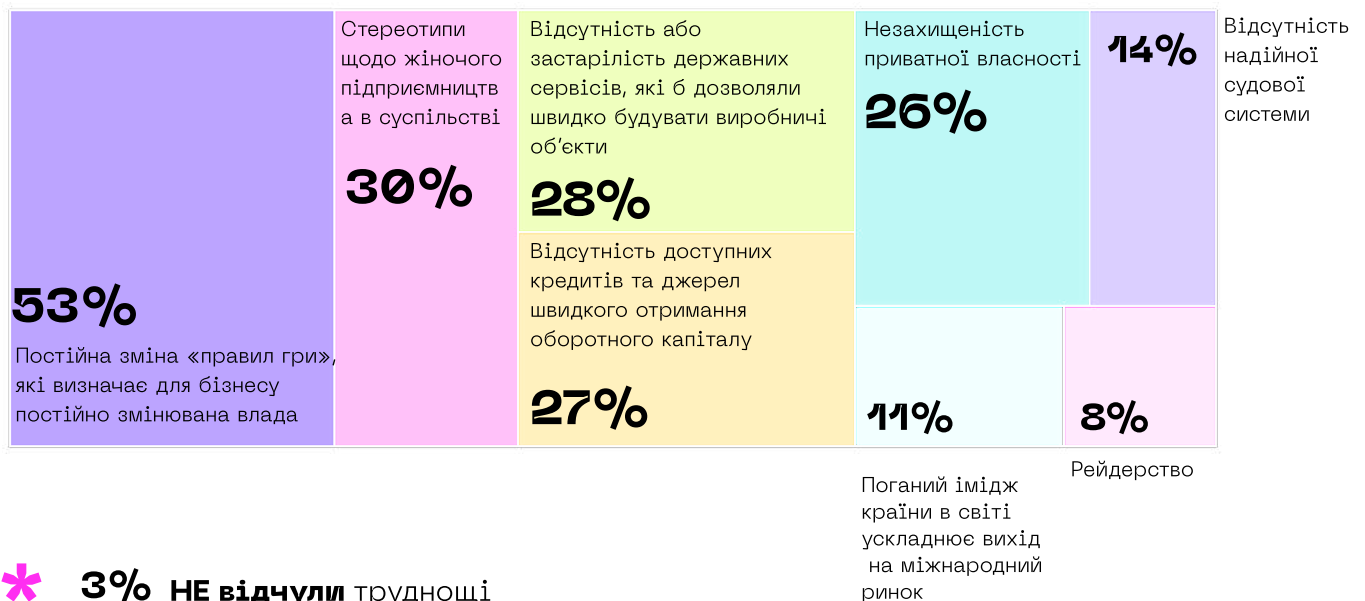 53%
Постійна зміна «правил гри»,
які визначає для бізнесу
постійно змінювана влада
Стереотипи
щодо жіночого
підприємництв
а в суспільстві
30%
Відсутність або
застарілість державних
сервісів, які б дозволяли
швидко будувати виробничі
об’єкти
28%
Відсутність доступних
кредитів та джерел
швидкого отримання
оборотного капіталу
27%
Незахищеність
приватної власності
26%
14%
Відсутність
надійної
судової
системи
11%
Поганий імідж
країни в світі
ускладнює вихід
на міжнародний
ринок
8%
Рейдерство
* 3% НЕ відчули труднощі